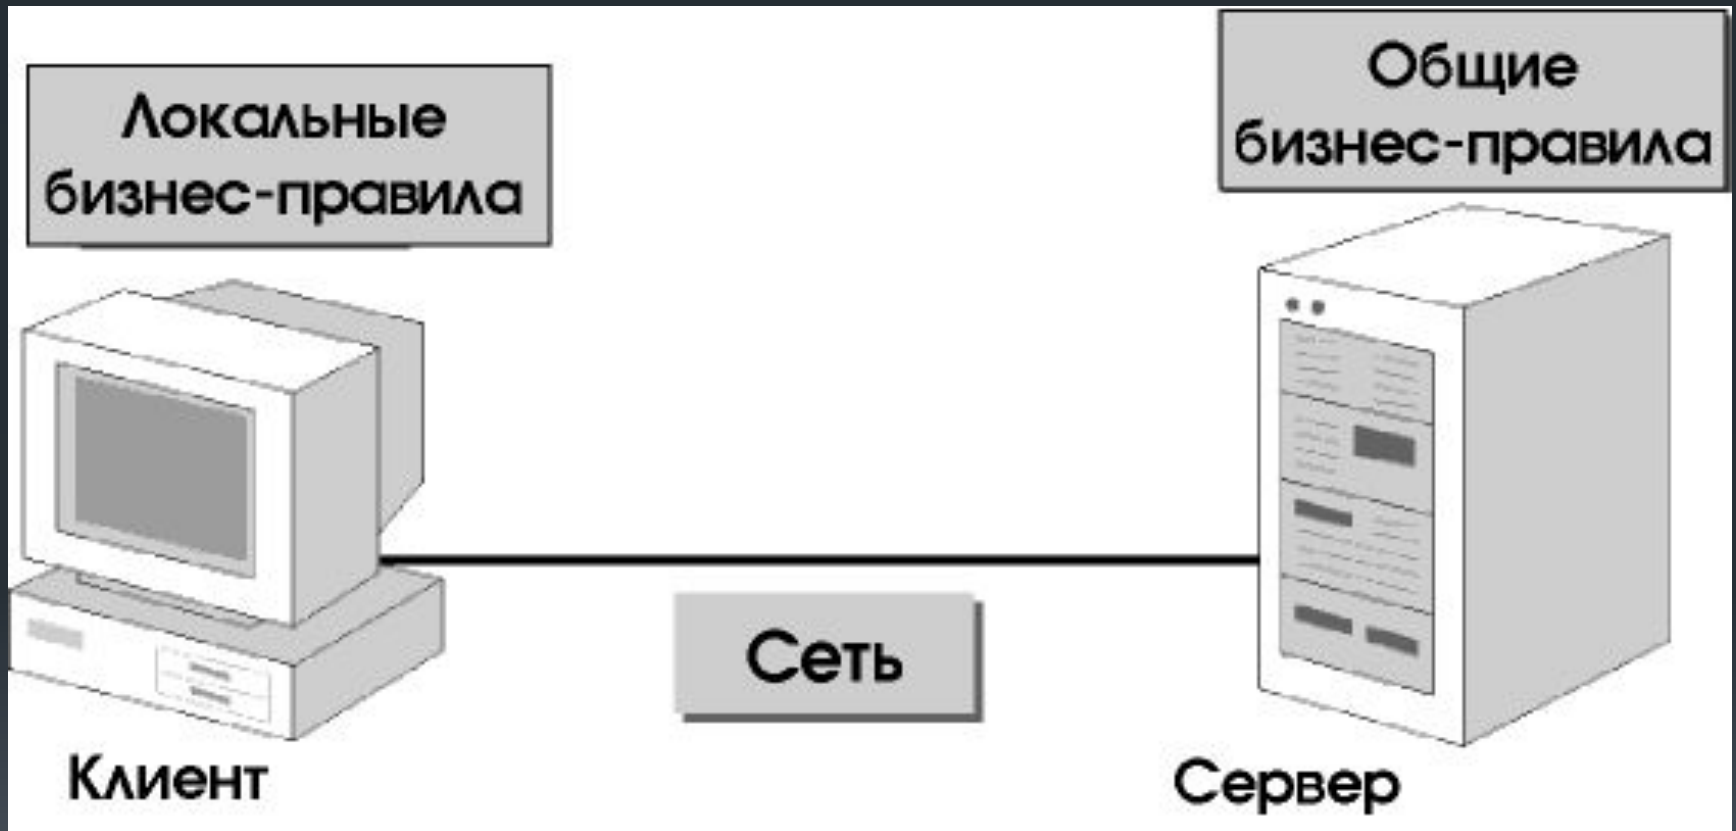 Локальные
бизнес-правила
Общие
бизнес-правила
Сеть
Клиент
Сервер